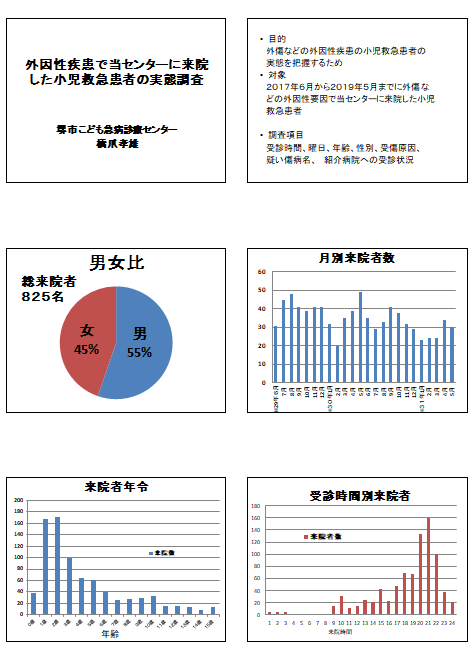 外因性疾患で当センターに来院
した小児救急患者の実態調査
堺市こども急病診療センター
橋爪孝雄
• 目的
外傷などの外因性疾患の小児救急患者の
実態を把握するため
• 対象
2017年6月から2019年5月までに外傷な
どの外因性要因で当センターに来院した小児
救急患者
• 調査項目
受診時間、曜日、年齢、性別、受傷原因、
疑い傷病名、 紹介病院への受診状況
男女比
総来院者
825名
女
45%
男
55%
月別来院者数
60
50
40
30
20
10
0
H29年6月 7月 8月 9月 10月 11月 12月 H30年1月 2月 3月 4月 5月 6月 7月 8月 9月 10月 11月 12月 H31年1月 2月 3月 4月 5月
来院者年令
200
180
160
140
120
100
80
60
40
20
0
来院数
0歳 1歳 2歳 3歳 4歳 5歳 6歳 7歳 8歳 9歳 10歳 11歳 12歳 13歳 14歳 15歳
年齢
受診時間別来院者
180
160
140
120
100
80
60
40
20
0
来院者数
1 2 3 4 5 6 7 8 9 10 11 12 13 14 15 16 17 18 19 20 21 22 23 24
来院時間